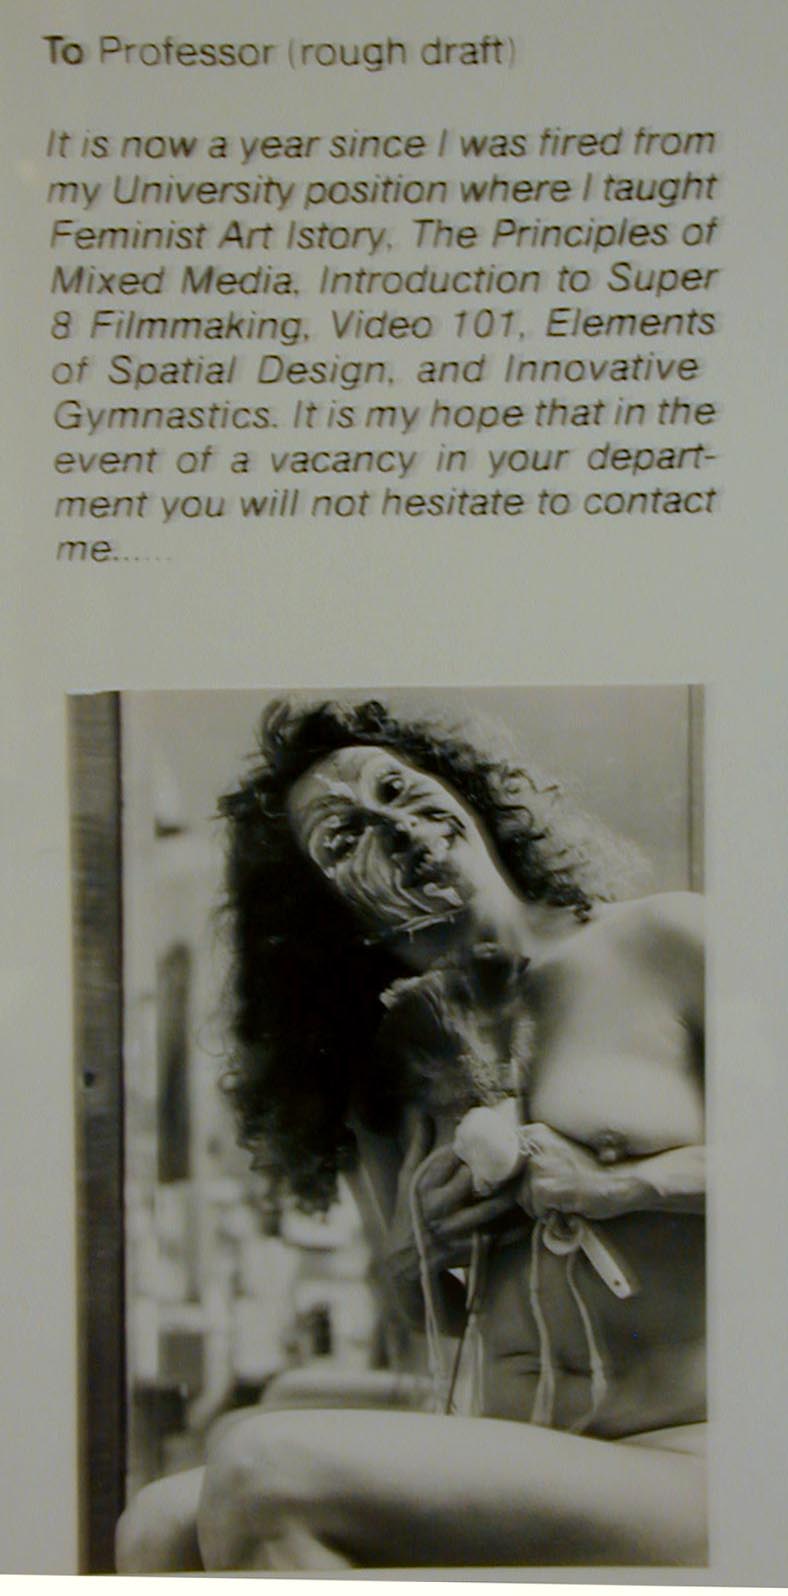 To Professor (rough draft)
It is now a year since I was fired from
my University position where I taught
Feminist Art Istory, The Principles of
Mixed Media, Introduction to Super
8 Filmmaking, Video 101, Elements
of Spatial Design, and Innovative
Gymnastics. It is my hope that in the
event of a vacancy in your depart-
ment you will not hesitate to contact
me......